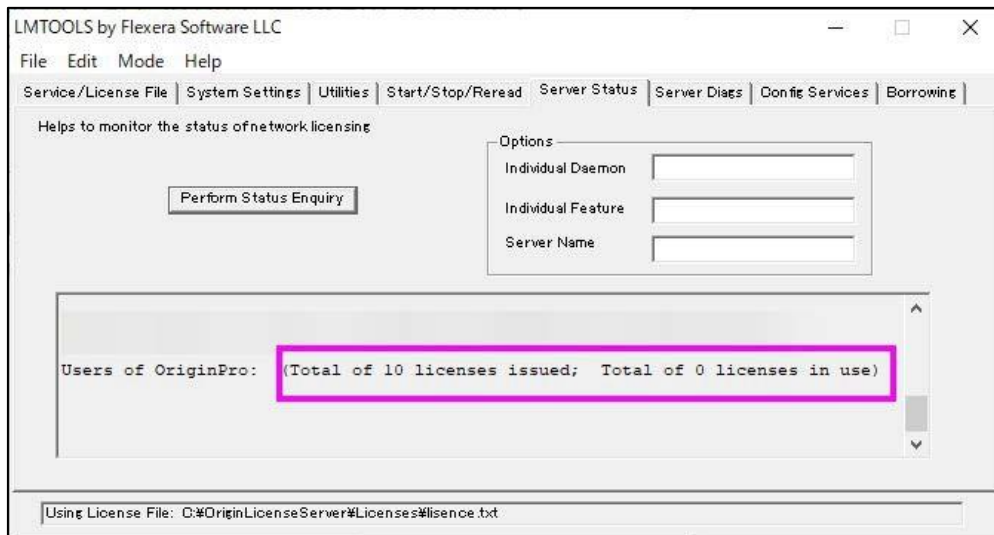 LMTOOLS by Flexera Software LLC
File Edit Mode Help
Service/License File System Settings Utilities Start/Stop/Reread Server Status Server Diags Config Services Borrowing
Helps to monitor the status of network licensing
Options
Individual Daemon
Perform Status Enquiry
Individual Feature
Server Name
Users of OriginPro: (Total of 10 licenses issued; Total of 0 licenses in use)
Using License File: C:¥OriginLicenseServer¥Licenses¥lisence.txt